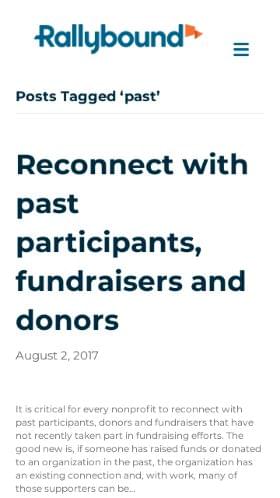 Rallybound
Posts Tagged ‘past’
Reconnect with
past
participants,
fundraisers and
donors
August 2, 2017
It is critical for every nonprofit to reconnect with
past participants, donors and fundraisers that have
not recently taken part in fundraising efforts. The
good new is, if someone has raised funds or donated
to an organization in the past, the organization has
an existing connection and, with work, many of
those supporters can be...